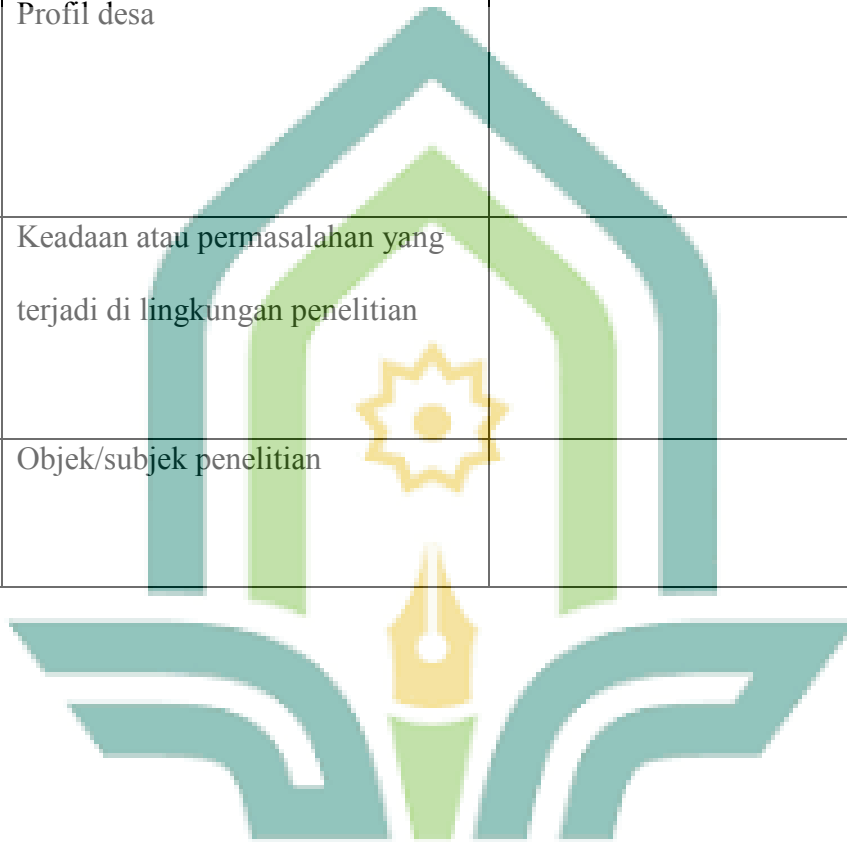 Profil desa
Keadaan atau permasalahan yang
terjadi di lingkungan penelitian
Objek/subjek penelitian